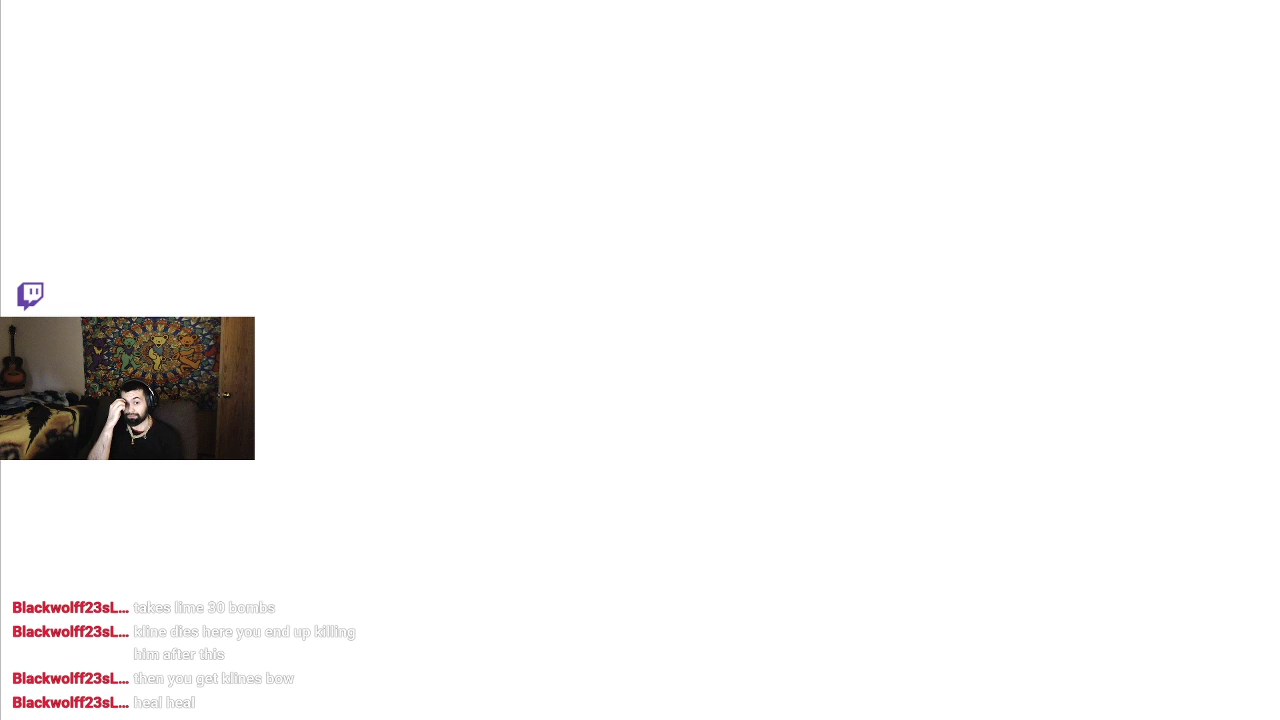 Blackwolff23sL... takes lime 30 bombs
Blackwolff23sL... kline dies here you end up killing
him after this
Blackwolff23sL... then you get klines bow
Blackwolff23sL... heal heal